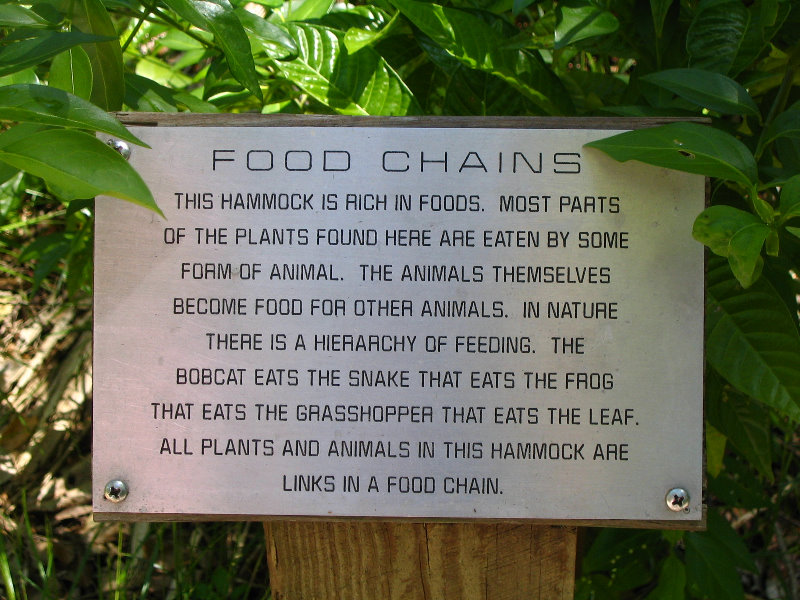 FOOD CHAINS
THIS HAMMOCK IS RICH IN FOODS. MOST PARTS
OF THE PLANTS FOUND HERE ARE EATEN BY SOME
FORM OF ANIMAL. THE ANIMALS THEMSELVES
BECOME FOOD FOR OTHER ANIMALS. IN NATURE
THERE IS A HIERARCHY OF FEEDING. THE
BOBCAT EATS THE SNAKE THAT EATS THE FROG
THAT EATS THE GRASSHOPPER THAT EATS THE LEAF.
ALL PLANTS AND ANIMALS IN THIS HAMMOCK ARE
LINKS IN A FOOD CHAIN.